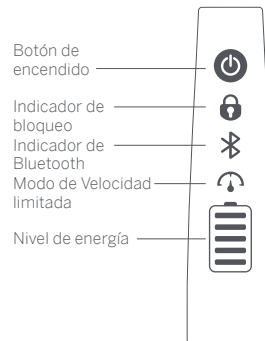 Botón de
encendido
Indicador de
bloqueo
Indicador de
Bluetooth
Modo de Velocidad
limitada
Nivel de energía